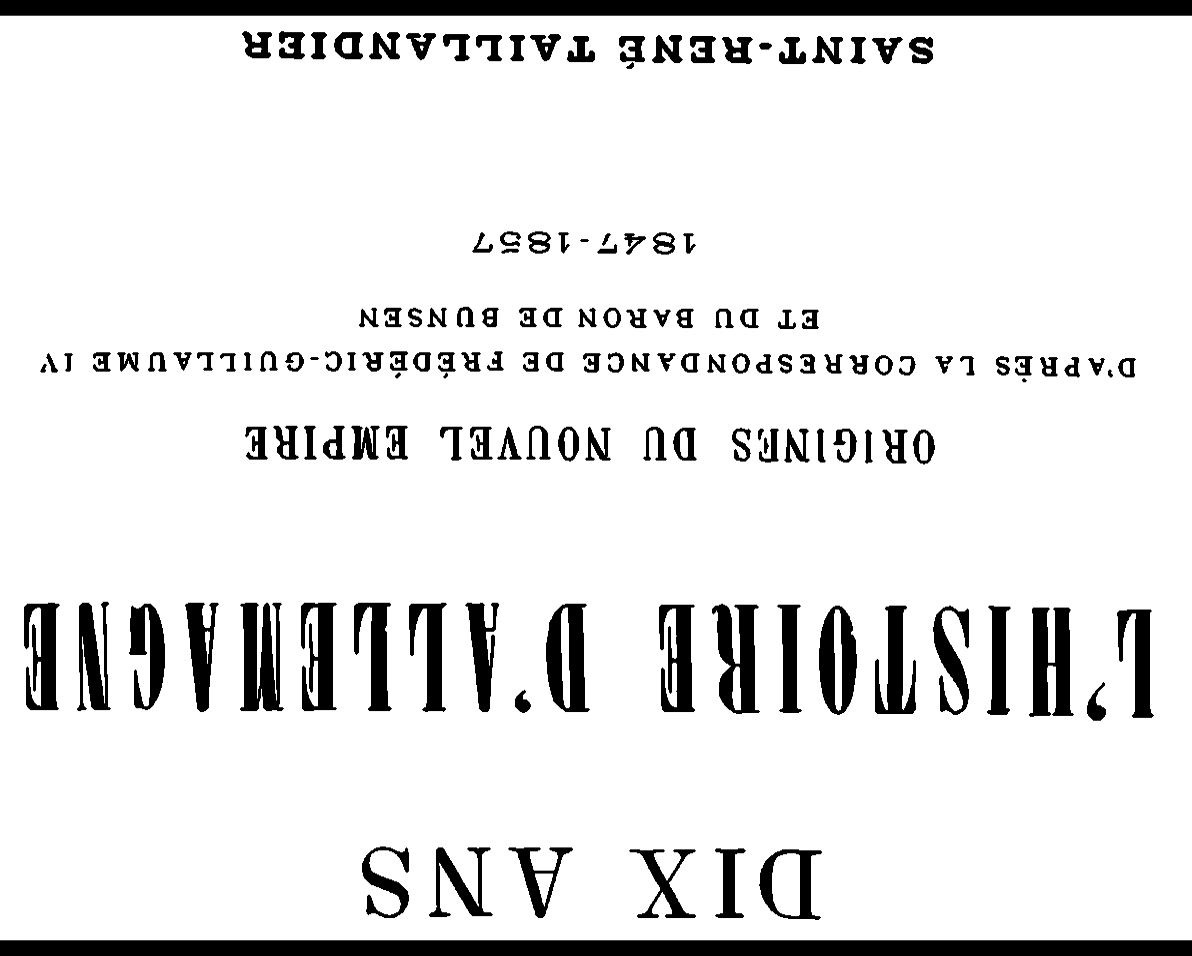 DIX ANS
L'HISTOIRE D'ALLEMAGNE
ORIGINES DU NOUVEL EMPIRE
D'APRÈS LA CORRESPONDANCE DE FRÉDÉRIC-GUILLAUME IV
ET DU BARON DE BUNSEN
1847-1857
SAINT-RENÉ TAILLANDIER